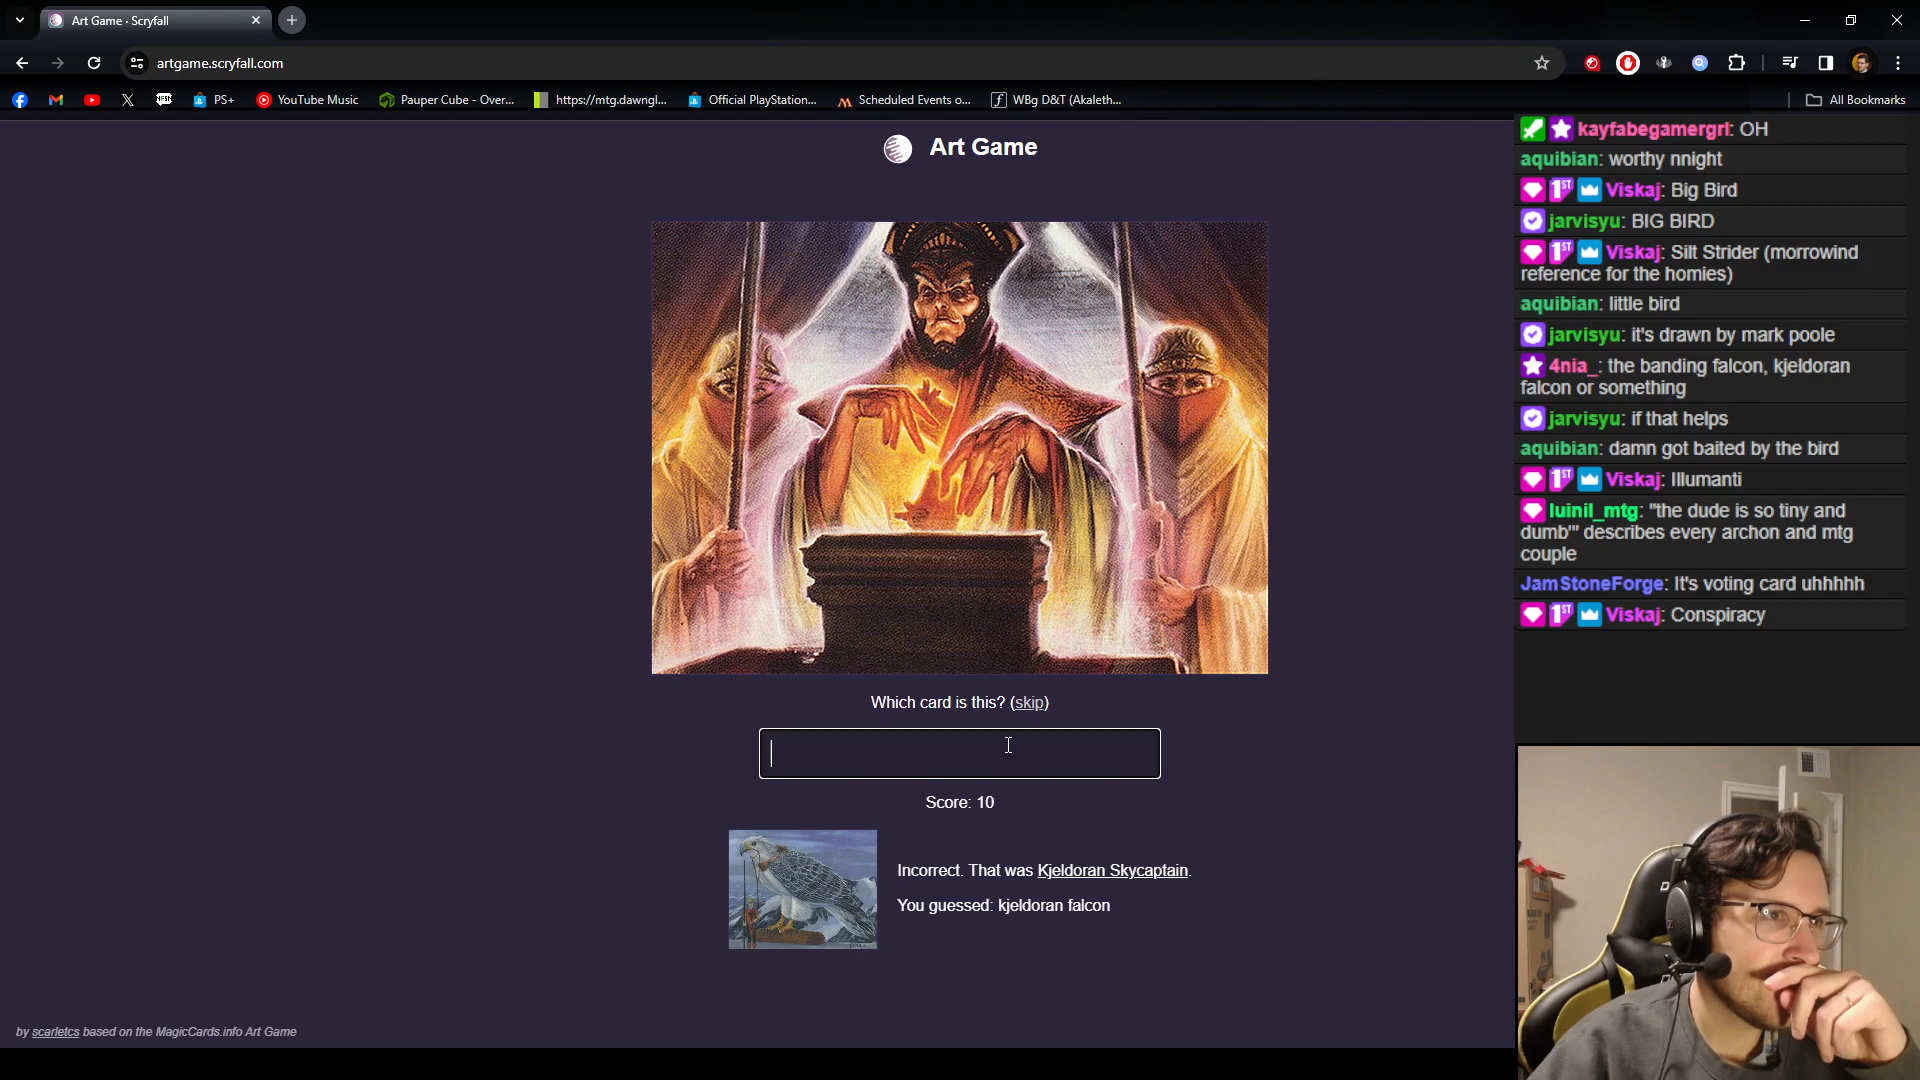 Art Game · Scryfall
artgame.scryfall.com
PS+
YouTube Music
Pauper Cube - Over...
https://mtg.dawngl...
Official PlayStation...
Scheduled Events o...
WBg D&T (Akaleth...
All Bookmarks
Art Game
Which card is this? (skip)
Score: 10
Incorrect. That was Kjeldoran Skycaptain.
You guessed: kjeldoran falcon
by scarletcs based on the MagicCards.info Art Game
kayfabegamergrl: OH
aquibian: worthy nnight
Viskaj: Big Bird
jarvisyu: BIG BIRD
Viskaj: Silt Strider (morrowind
reference for the homies)
aquibian: little bird
jarvisyu: it's drawn by mark poole
4nia_: the banding falcon, kjeldoran
falcon or something
jarvisyu: if that helps
aquibian: damn got baited by the bird
Viskaj: Illumanti
luinil_mtg: "the dude is so tiny and
dumb'" describes every archon and mtg
couple
JamStoneForge: It's voting card uhhhhh
Viskaj: Conspiracy